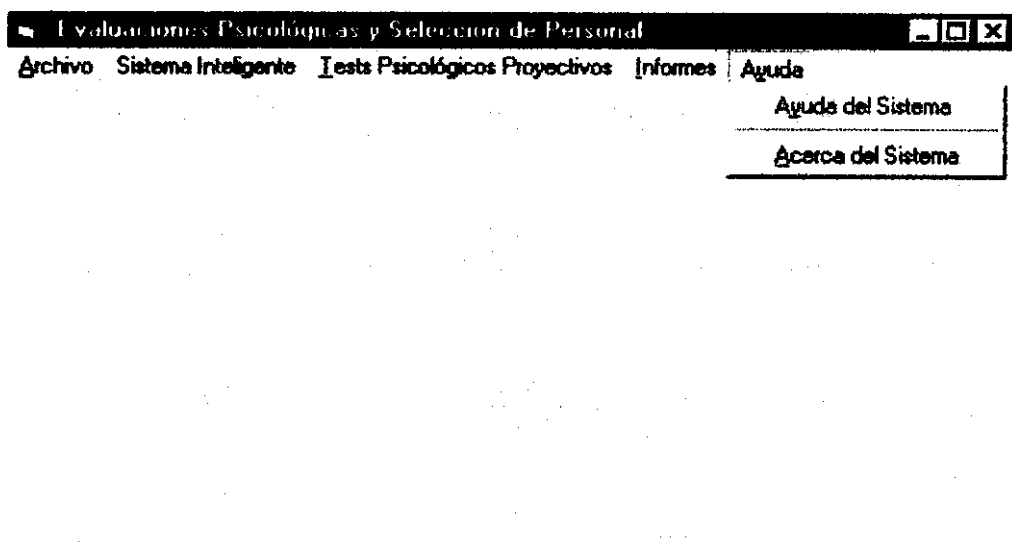 Evaluaciones Psicológicas y Seleccion de Personal
Archivo Sistema Inteligente Tests Psicológicos Proyectivos Informes Ayuda
Ayuda del Sistema
Acerca del Sistema